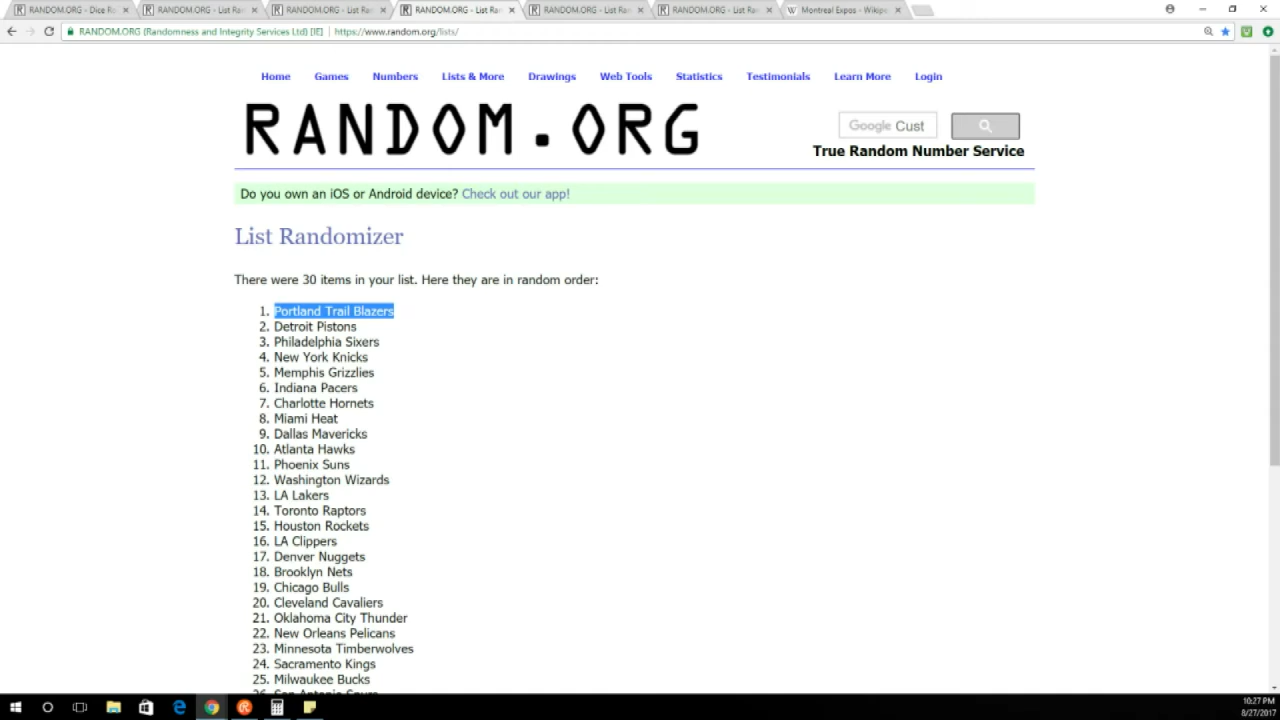 RANDOM.ORG - Dice Ro
RANDOM.ORG - List Ra
RANDOM.ORG - List Ra
RANDOM.ORG - List Ra
RANDOM.ORG - List Ra
RANDOM.ORG - List Ra
Montreal Expos - Wikipe
RANDOM.ORG (Randomness and Integrity Services Ltd) [IE] https://www.random.org/lists/
Home Games Numbers Lists & More Drawings Web Tools Statistics Testimonials Learn More Login
RANDOM.ORG
Google Cust
True Random Number Service
Do you own an iOS or Android device? Check out our app!
List Randomizer
There were 30 items in your list. Here they are in random order:
1. Portland Trail Blazers
2. Detroit Pistons
3. Philadelphia Sixers
4. New York Knicks
5. Memphis Grizzlies
6. Indiana Pacers
7. Charlotte Hornets
8. Miami Heat
9. Dallas Mavericks
10. Atlanta Hawks
11. Phoenix Suns
12. Washington Wizards
13. LA Lakers
14. Toronto Raptors
15. Houston Rockets
16. LA Clippers
17. Denver Nuggets
18. Brooklyn Nets
19. Chicago Bulls
20. Cleveland Cavaliers
21. Oklahoma City Thunder
22. New Orleans Pelicans
23. Minnesota Timberwolves
24. Sacramento Kings
25. Milwaukee Bucks
26. San Antonio Spurs
10:27 PM
8/27/2017